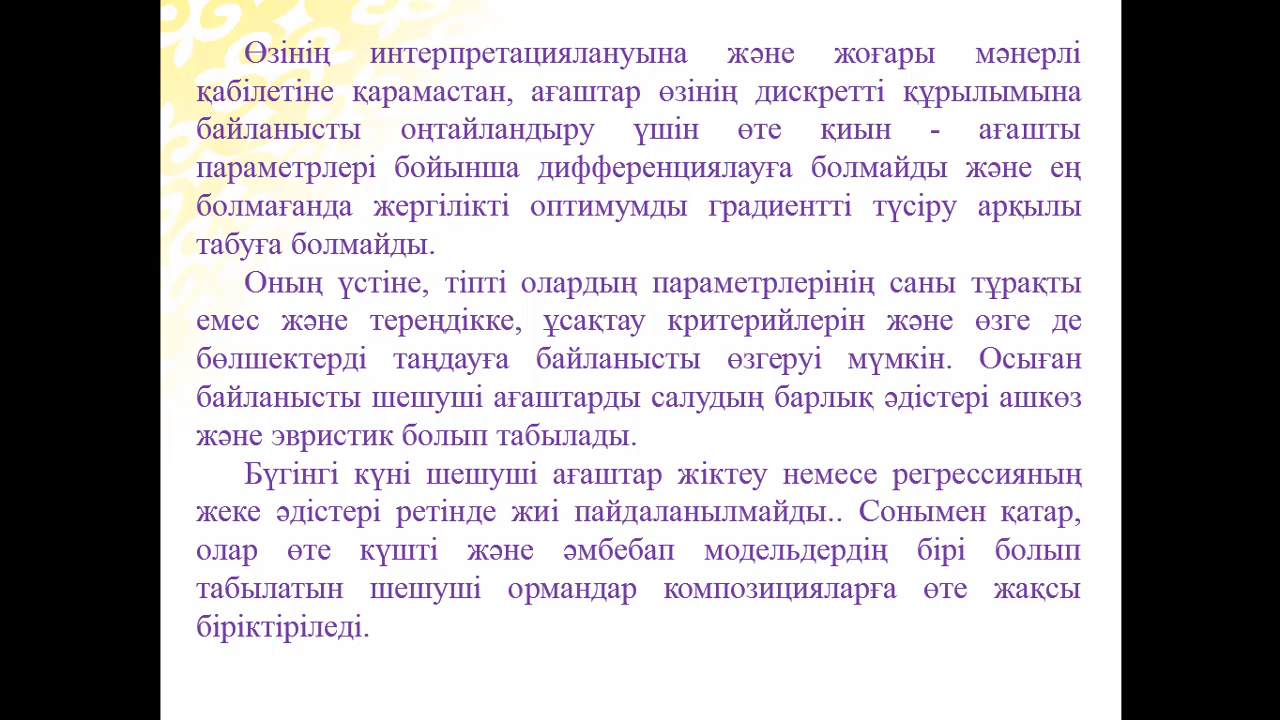 Өзінің интерпретациялануына және жоғары мәнерлі
қабілетіне қарамастан, ағаштар өзінің дискретті құрылымына
байланысты оңтайландыру үшін өте қиын - ағашты
параметрлері бойынша дифференциялауға болмайды және ең
болмағанда жергілікті оптимумды градиентті түсіру арқылы
табуға болмайды.
Оның үстіне, тіпті олардың параметрлерінің саны тұрақты
емес және тереңдікке, ұсақтау критерийлерін және өзге де
бөлшектерді таңдауға байланысты өзгеруі мүмкін. Осыған
байланысты шешуші ағаштарды салудың барлық әдістері ашкөз
және эвристик болып табылады.
Бүгінгі күні шешуші ағаштар жіктеу немесе регрессияның
жеке әдістері ретінде жиі пайдаланылмайды.. Сонымен қатар,
олар өте күшті және әмбебап модельдердің бірі болып
табылатын шешуші ормандар композицияларға өте жақсы
біріктіріледі.